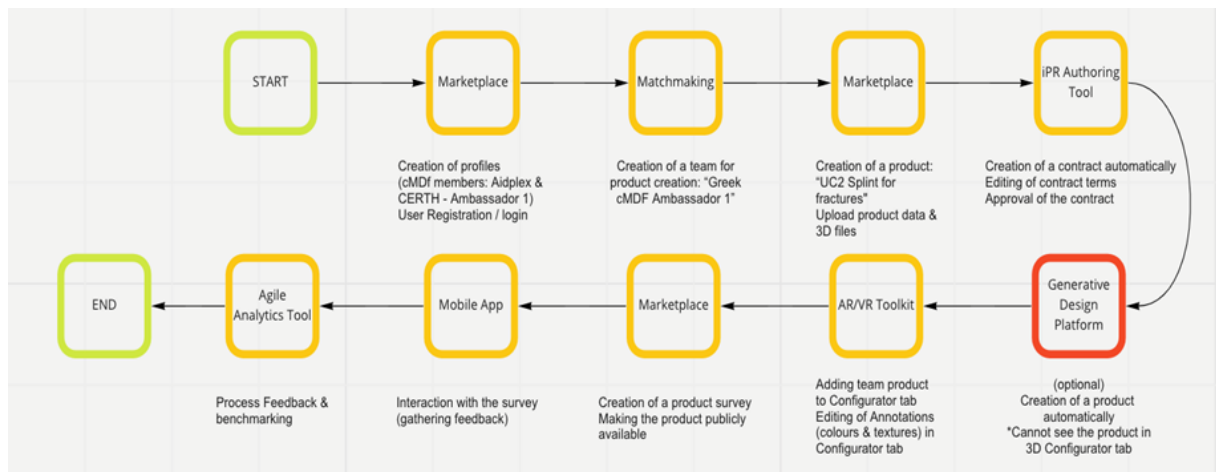 START
Marketplace
Matchmaking
Marketplace
iPR Authoring
Tool
Creation of profiles
(cMDf members: Aidplex &
CERTH - Ambassador 1)
User Registration / login
Creation of a team for
product creation: “Greek
cMDF Ambassador 1”
Creation of a product:
“UC2 Splint for
fractures"
Upload product data &
3D files
Creation of a contract automatically
Editing of contract terms
Approval of the contract
END
Agile
Analytics Tool
Mobile App
Marketplace
AR/VR Toolkit
Generative
Design
Platform
Process Feedback &
benchmarking
Interaction with the survey
(gathering feedback)
Creation of a product survey
Making the product publicly
available
Adding team product
to Configurator tab
Editing of Annotations
(colours & textures) in
Configurator tab
(optional)
Creation of a product
automatically
*Cannot see the product in
3D Configurator tab